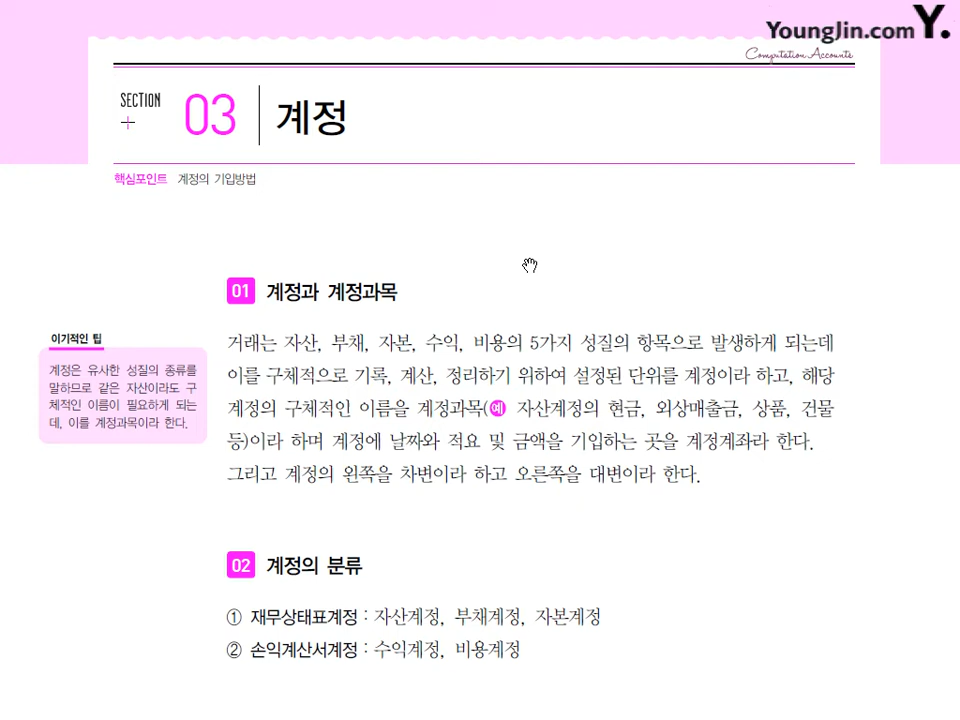 YoungJin.com Y.
Computation Accounts
SECTION 03 계정
핵심포인트 계정의 기입방법
01 계정과 계정과목
이기적인 팁
계정은 유사한 성질의 종류를
말하므로 같은 자산이라도 구
체적인 이름이 필요하게 되는
데, 이를 계정과목이라 한다.
거래는 자산, 부채, 자본, 수익, 비용의 5가지 성질의 항목으로 발생하게 되는데
이를 구체적으로 기록, 계산, 정리하기 위하여 설정된 단위를 계정이라 하고, 해당
계정의 구체적인 이름을 계정과목(예 자산계정의 현금, 외상매출금, 상품, 건물
등)이라 하며 계정에 날짜와 적요 및 금액을 기입하는 곳을 계정계좌라 한다.
그리고 계정의 왼쪽을 차변이라 하고 오른쪽을 대변이라 한다.
02 계정의 분류
① 재무상태표계정 : 자산계정, 부채계정, 자본계정
② 손익계산서계정 : 수익계정, 비용계정